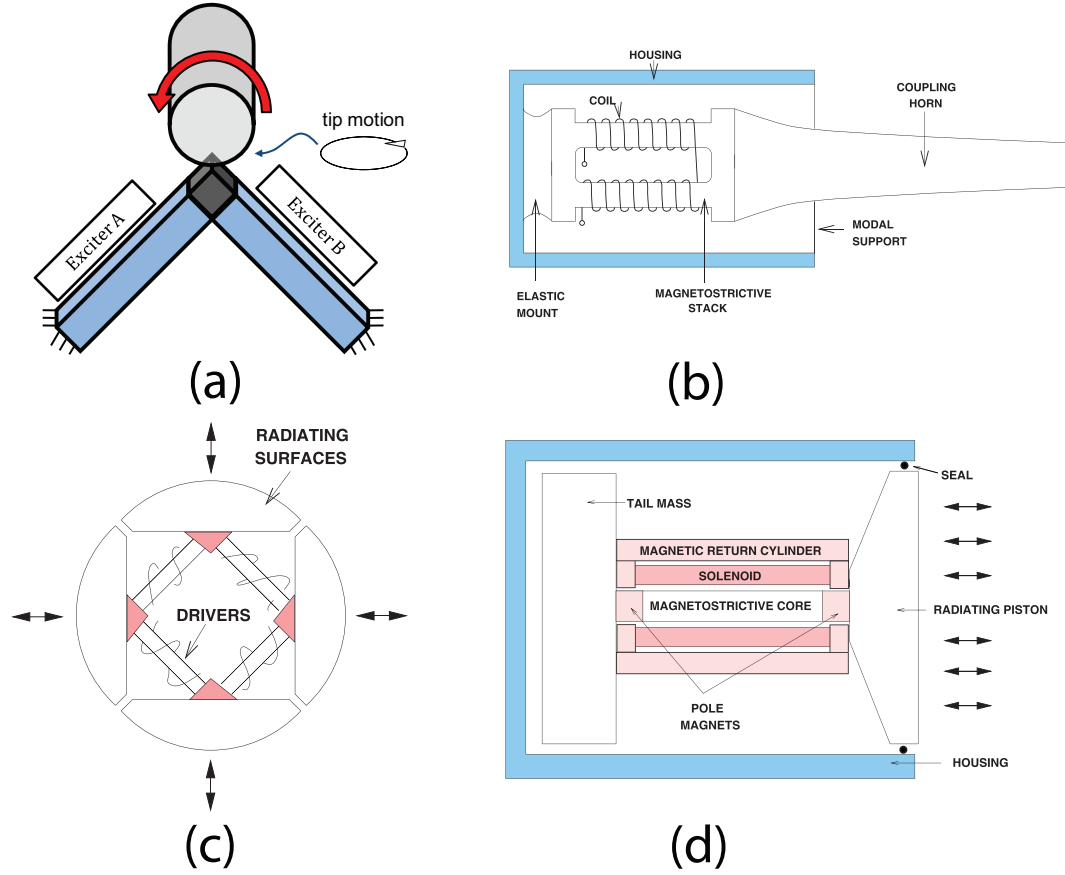 tip motion
Exciter A
Exciter B
(a)
HOUSING
COIL
COUPLING
HORN
MODAL
SUPPORT
ELASTIC
MOUNT
MAGNETOSTRICTIVE
STACK
(b)
RADIATING
SURFACES
DRIVERS
(c)
SEAL
TAIL MASS
MAGNETIC RETURN CYLINDER
SOLENOID
MAGNETOSTRICTIVE CORE
RADIATING PISTON
POLE
MAGNETS
HOUSING
(d)